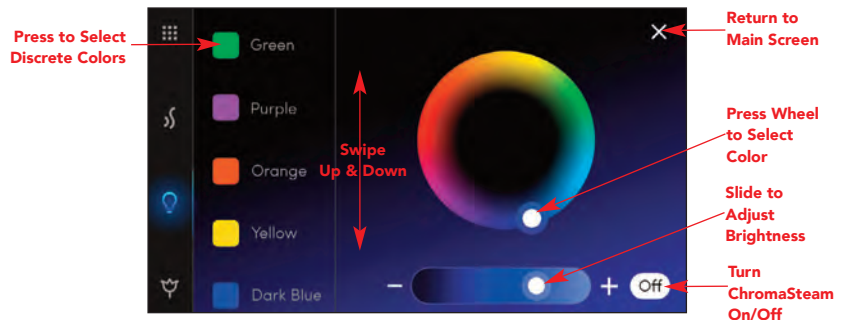 Press to Select
Discrete Colors
Green
Purple
Orange
Yellow
Dark Blue
Swipe
Up & Down
Return to
Main Screen
Press Wheel
to Select
Color
Slide to
Adjust
Brightness
Off
Turn
ChromaSteam
On/Off